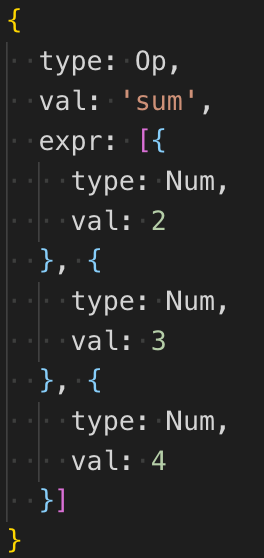 {
  type: Op,
  val: 'sum',
  expr: [{
    type: Num,
    val: 2
  }, {
    type: Num,
    val: 3
  }, {
    type: Num,
    val: 4
  }]
}